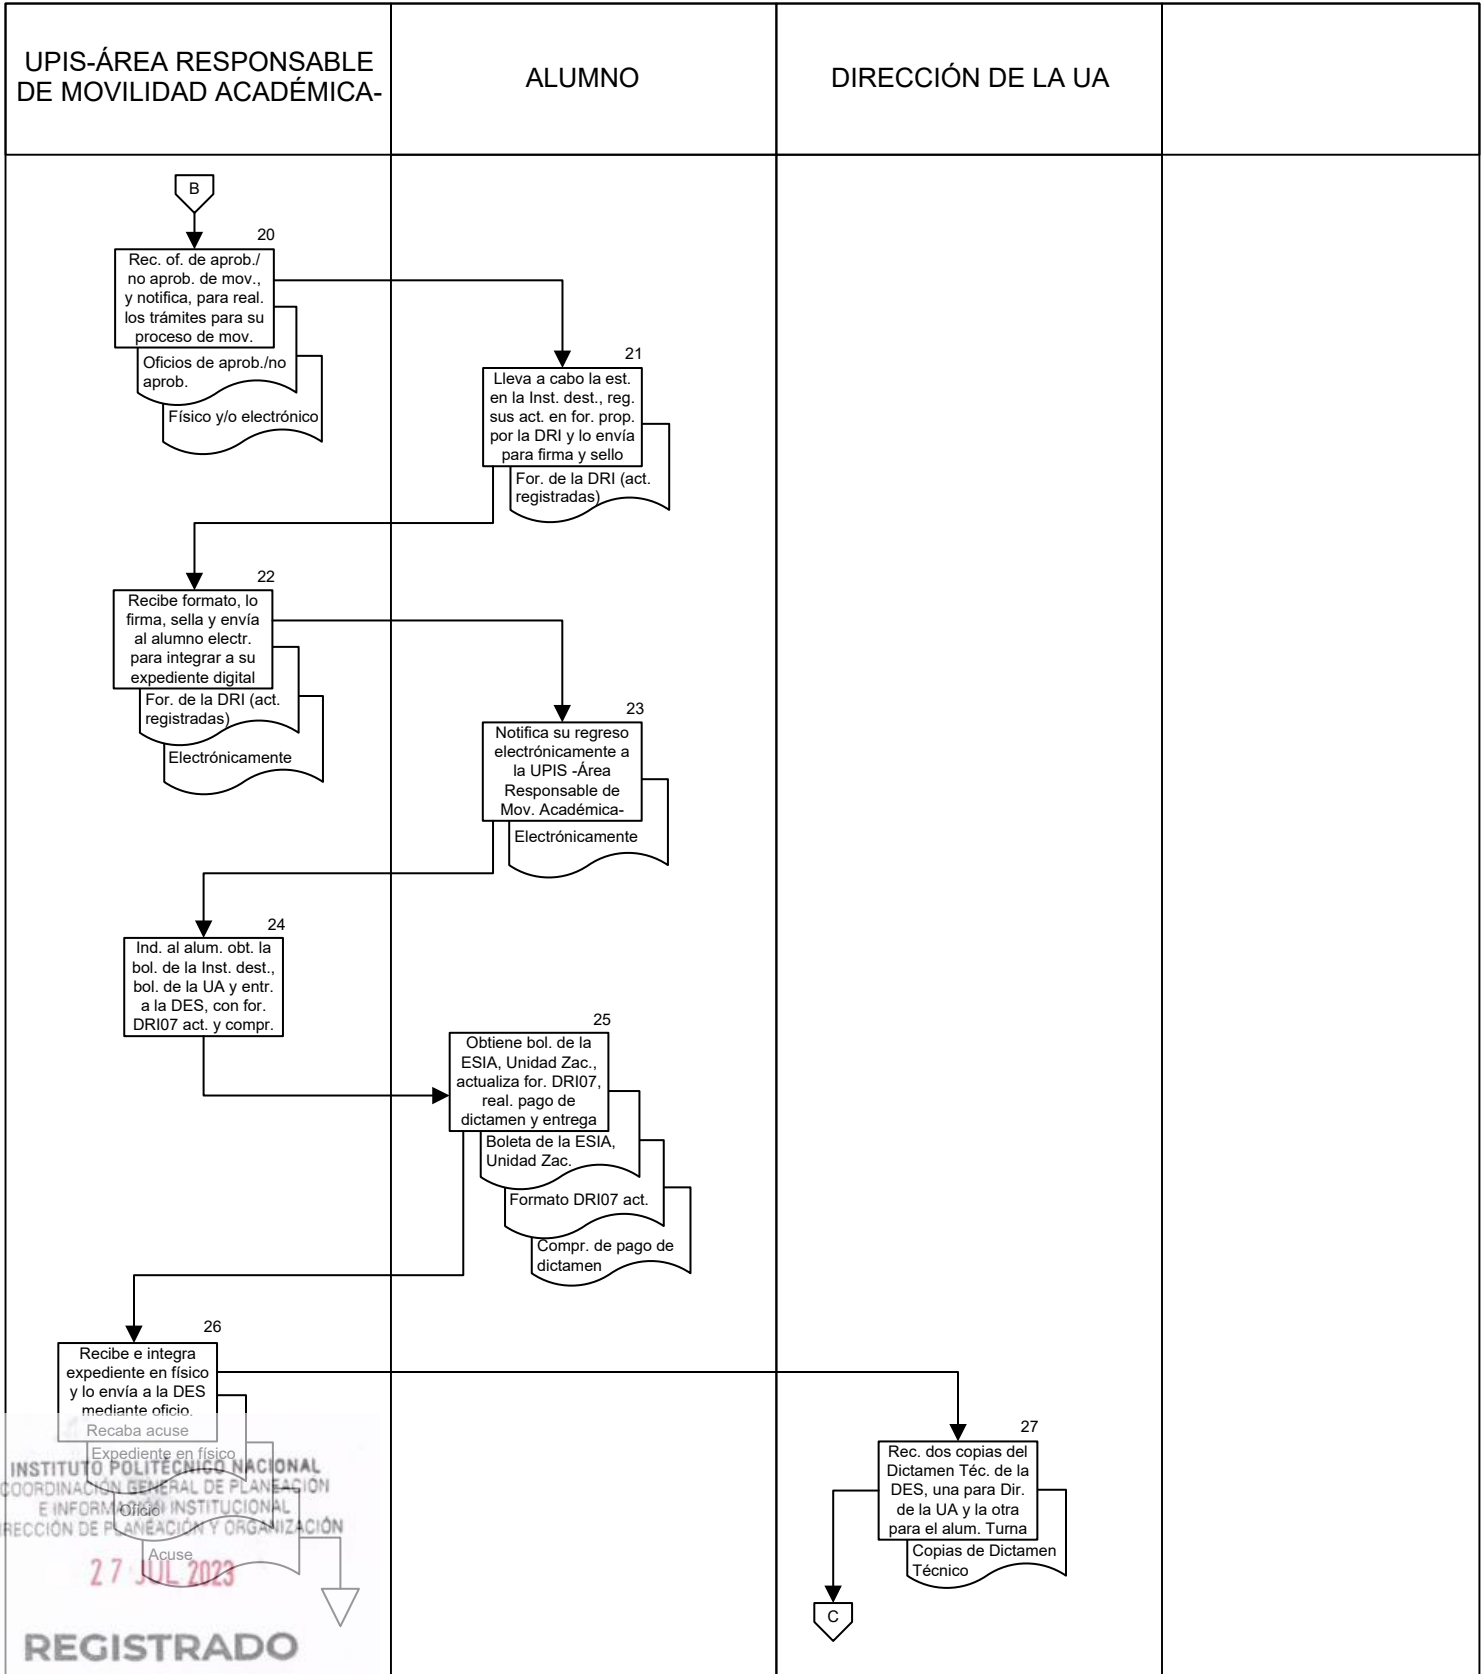 UPIS-ÁREA RESPONSABLE
DE MOVILIDAD ACADÉMICA-
ALUMNO
DIRECCIÓN DE LA UA
B
20
Rec. of. de aprob./
no aprob. de mov.,
y notifica, para real.
los trámites para su
proceso de mov.
Oficios de aprob./no
aprob.
Físico y/o electrónico
21
Lleva a cabo la est.
en la Inst. dest., reg.
sus act. en for. prop.
por la DRI y lo envía
para firma y sello
For. de la DRI (act.
registradas)
22
Recibe formato, lo
firma, sella y envía
al alumno electr.
para integrar a su
expediente digital
For. de la DRI (act.
registradas)
Electrónicamente
23
Notifica su regreso
electrónicamente a
la UPIS -Área
Responsable de
Mov. Académica-
Electrónicamente
24
Ind. al alum. obt. la
bol. de la Inst. dest.,
bol. de la UA y entr.
a la DES, con for.
DRI07 act. y compr.
25
Obtiene bol. de la
ESIA, Unidad Zac.,
actualiza for. DRI07,
real. pago de
dictamen y entrega
Boleta de la ESIA,
Unidad Zac.
Formato DRI07 act.
Compr. de pago de
dictamen
26
Recibe e integra
expediente en físico
y lo envía a la DES
mediante oficio.
Recaba acuse
Expediente en físico
Oficio
Acuse
27
Rec. dos copias del
Dictamen Téc. de la
DES, una para Dir.
de la UA y la otra
para el alum. Turna
Copias de Dictamen
Técnico
C
INSTITUTO POLITÉCNICO NACIONAL
COORDINACIÓN GENERAL DE PLANEACIÓN
E INFORMACIÓN INSTITUCIONAL
IRECCIÓN DE PLANEACIÓN Y ORGANIZACIÓN
27 JUL 2023
REGISTRADO